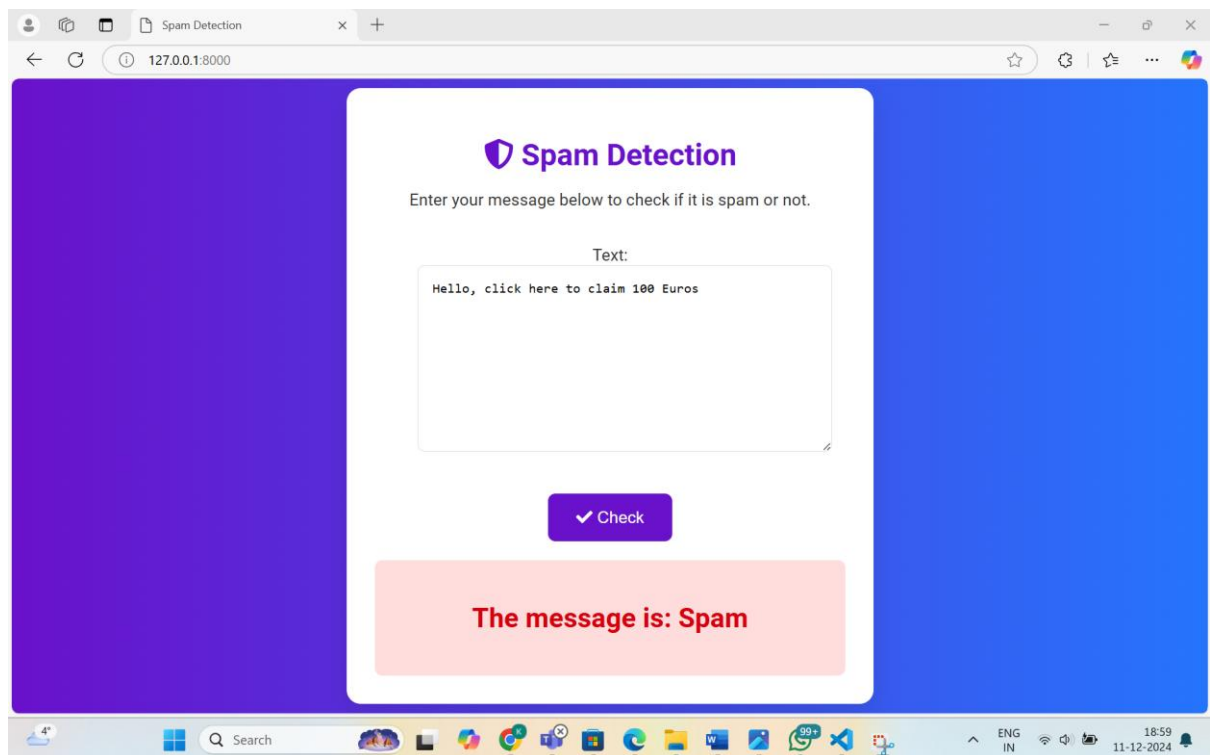 Spam Detection
127.0.0.1:8000
Spam Detection
Enter your message below to check if it is spam or not.
Text:
Hello, click here to claim 100 Euros
Check
The message is: Spam
4°
Search
99+
ENG
IN
18:59
11-12-2024